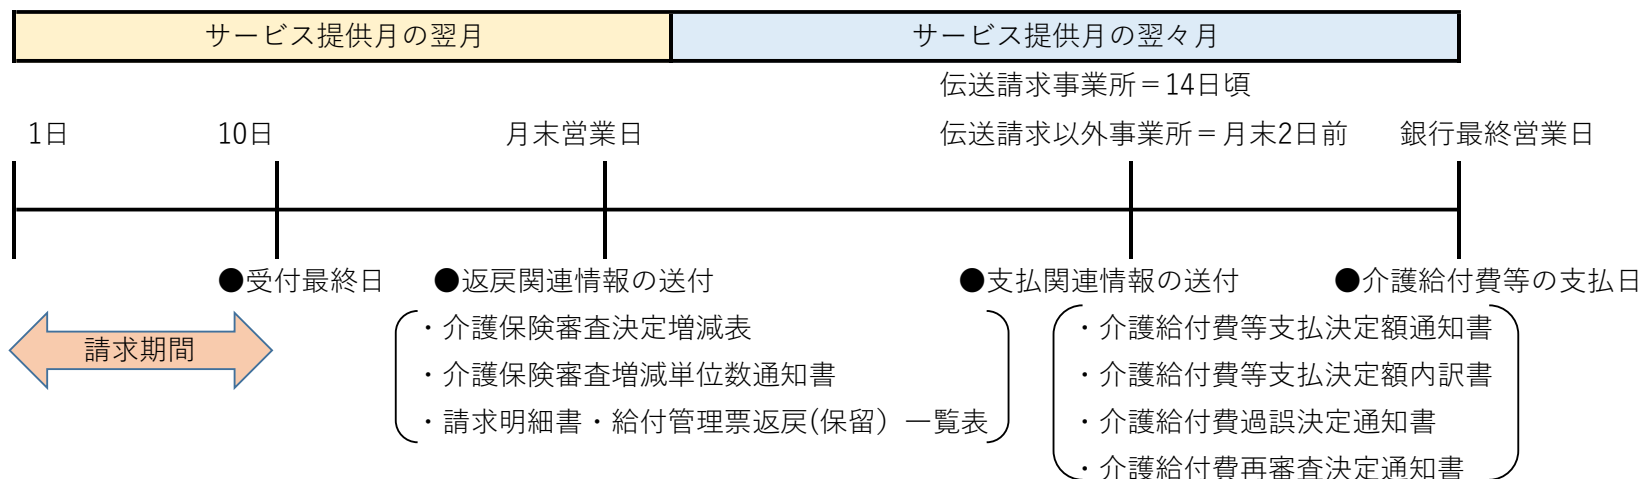 サービス提供月の翌月
サービス提供月の翌々月
伝送請求事業所＝14日頃
1日
10日
月末営業日
伝送請求以外事業所＝月末2日前
銀行最終営業日
●受付最終日
●返戻関連情報の送付
●支払関連情報の送付
●介護給付費等の支払日
請求期間
・介護保険審査決定増減表
・介護保険審査増減単位数通知書
・請求明細書・給付管理票返戻(保留）一覧表
・介護給付費等支払決定額通知書
・介護給付費等支払決定額内訳書
・介護給付費過誤決定通知書
・介護給付費再審査決定通知書